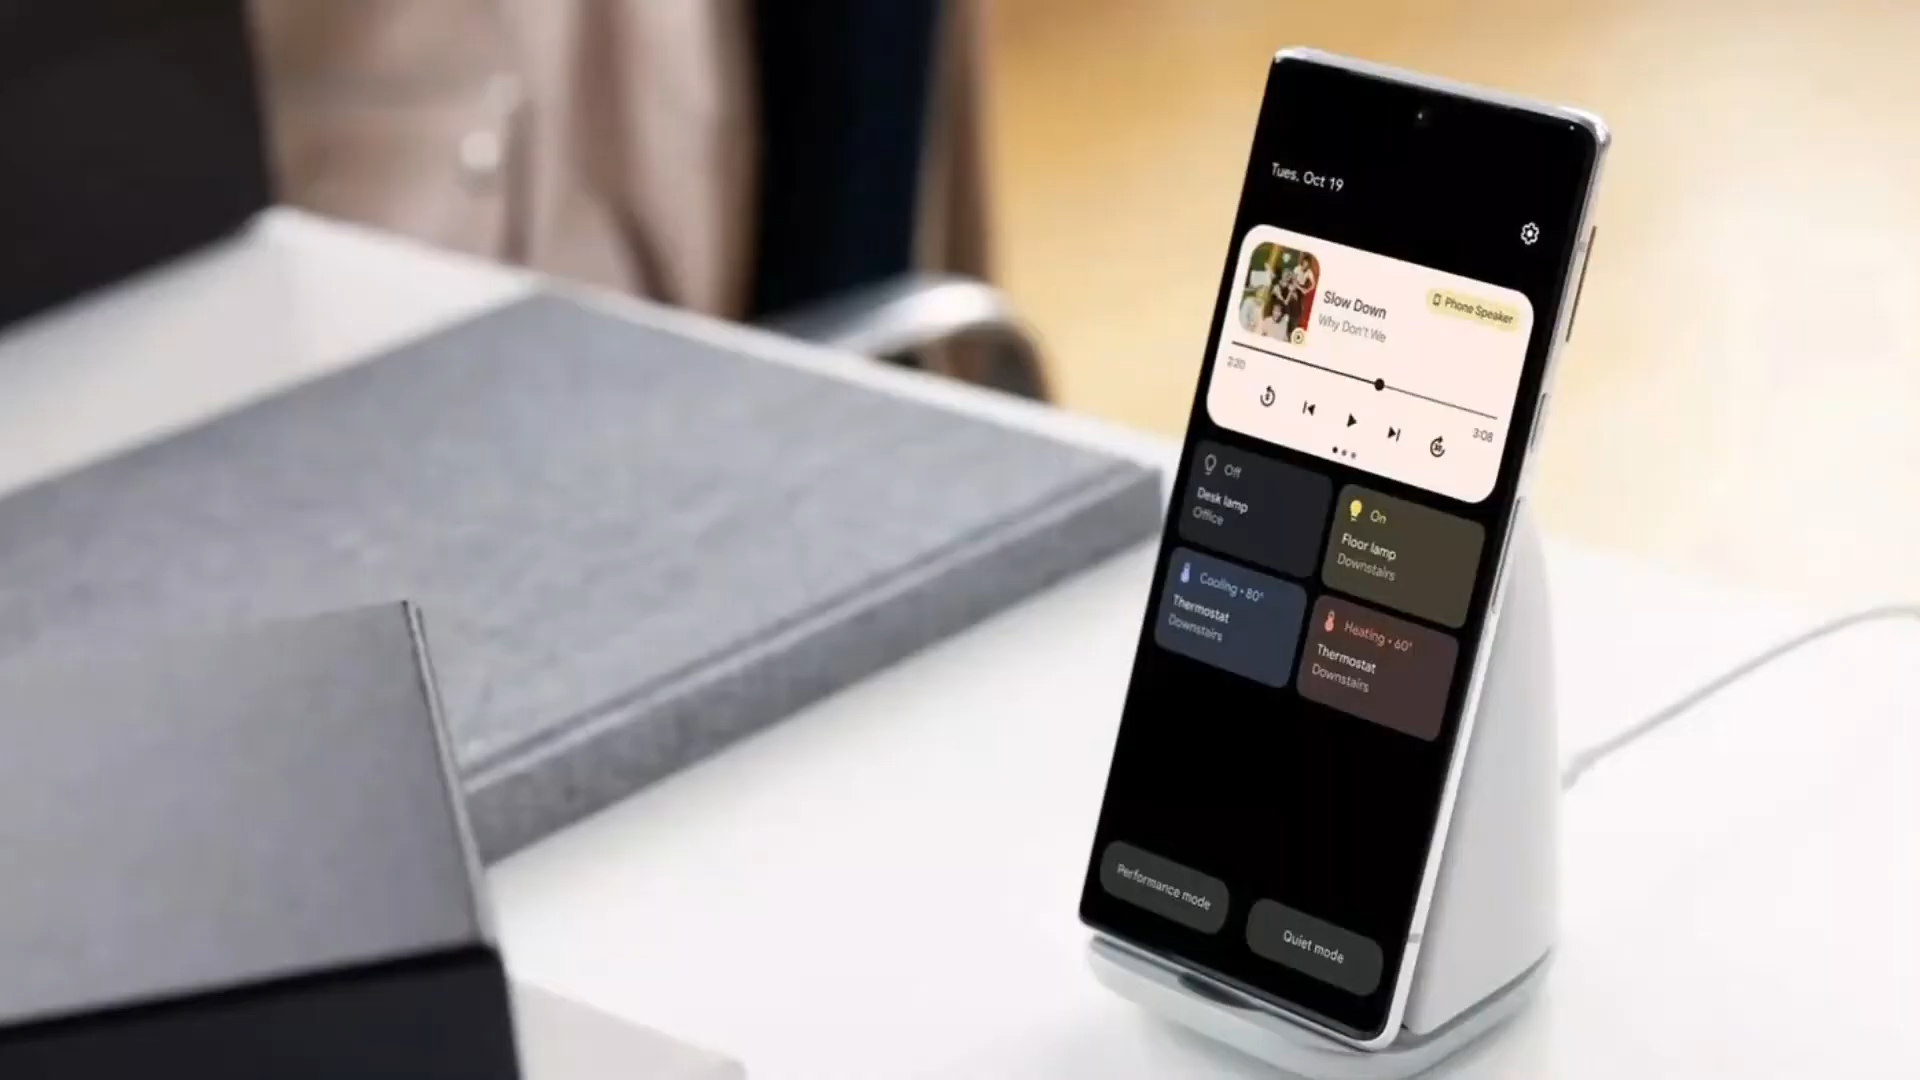 Tues, Oct 19
Slow Down
Phone Speaker
Why Don't We
2:20
3:08
Off
Desk lamp
Office
On
Floor lamp
Downstairs
Cooling • 80°
Thermostat
Downstairs
Heating • 60°
Thermostat
Downstairs
Performance mode
Quiet mode